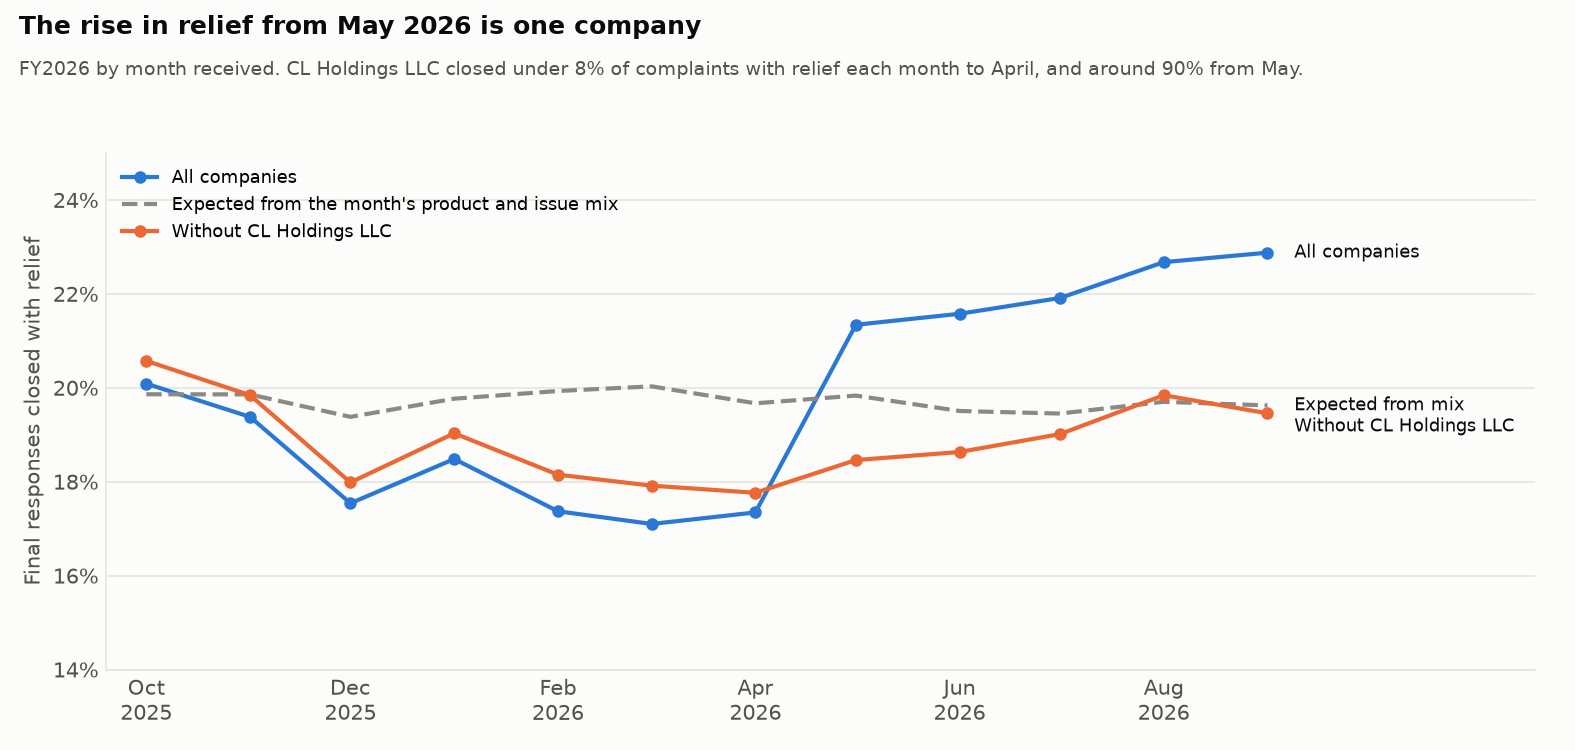 The rise in relief from May 2026 is one company
FY2026 by month received. CL Holdings LLC closed under 8% of complaints with relief each month to April, and around 90% from May.
All companies
Expected from the month's product and issue mix
Without CL Holdings LLC
Final responses closed with relief
24%
22%
20%
18%
16%
14%
All companies
Expected from mix
Without CL Holdings LLC
Oct
2025
Dec
2025
Feb
2026
Apr
2026
Jun
2026
Aug
2026